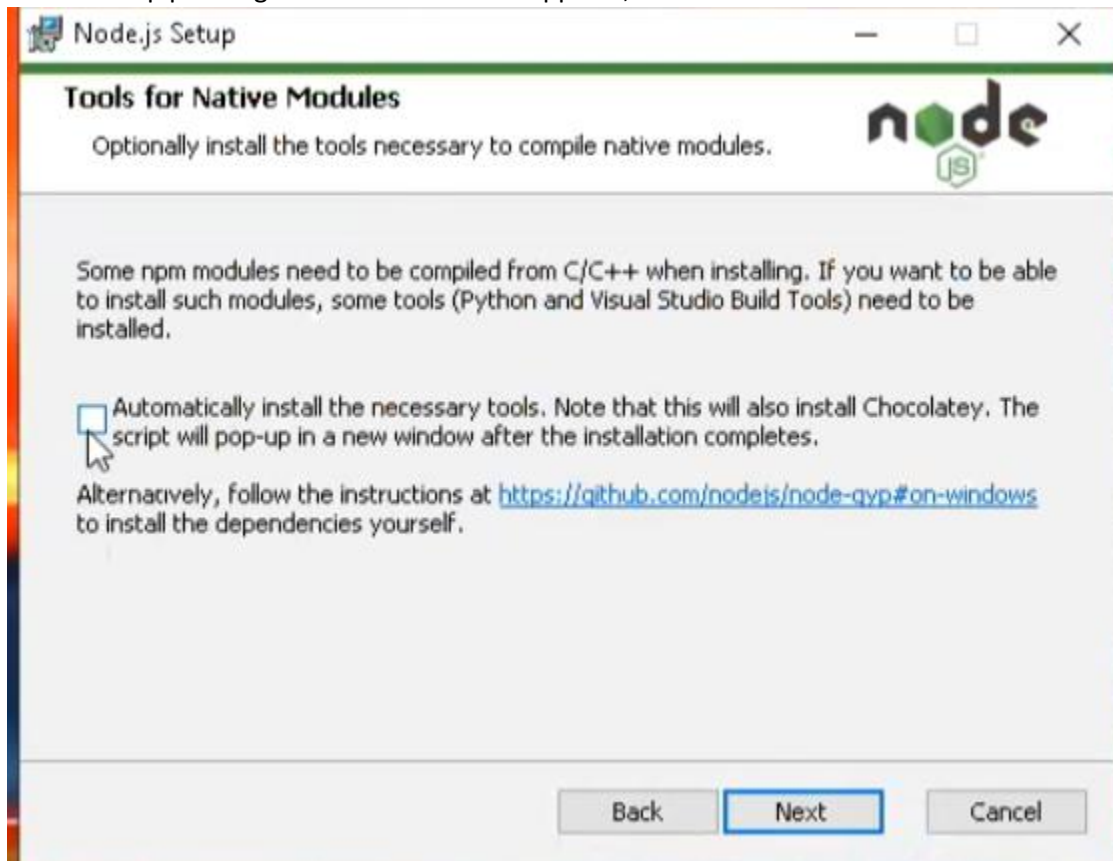 Node.js Setup
Tools for Native Modules
Optionally install the tools necessary to compile native modules.
node
JS
Some npm modules need to be compiled from C/C++ when installing. If you want to be able
to install such modules, some tools (Python and Visual Studio Build Tools) need to be
installed.
Automatically install the necessary tools. Note that this will also install Chocolatey. The
script will pop-up in a new window after the installation completes.
Alternatively, follow the instructions at https://github.com/nodejs/node-gyp#on-windows
to install the dependencies yourself.
Back
Next
Cancel